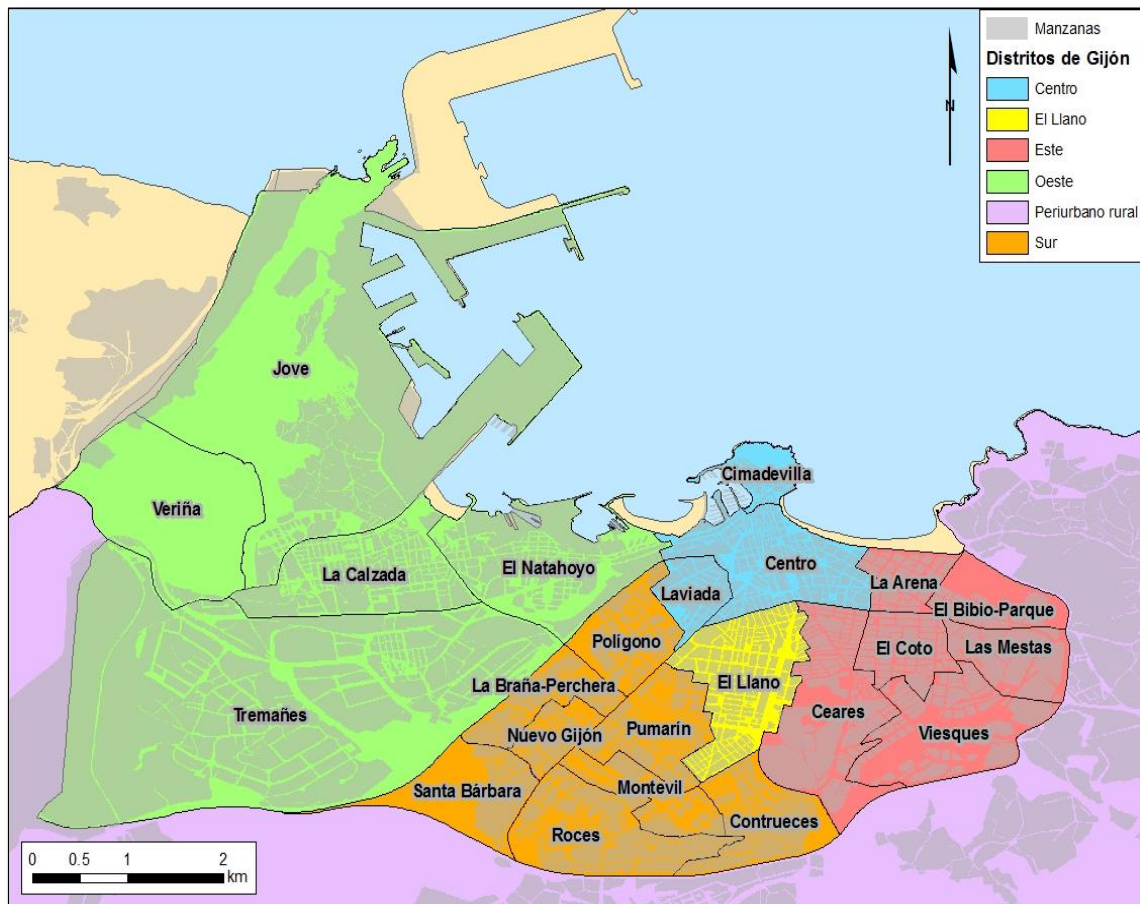 Manzanas
Distritos de Gijón
Centro
El Llano
Este
Oeste
Periurbano rural
Sur
N
Jove
Veriña
La Calzada
El Natahoyo
Cimadevilla
Centro
Laviada
La Arena
El Bibio-Parque
El Coto
Las Mestas
Polígono
El Llano
La Braña-Perchera
Tremañes
Nuevo Gijón
Pumarín
Ceares
Viesques
Santa Bárbara
Montevil
Roces
Contrueces
0 0.5 1 2
km